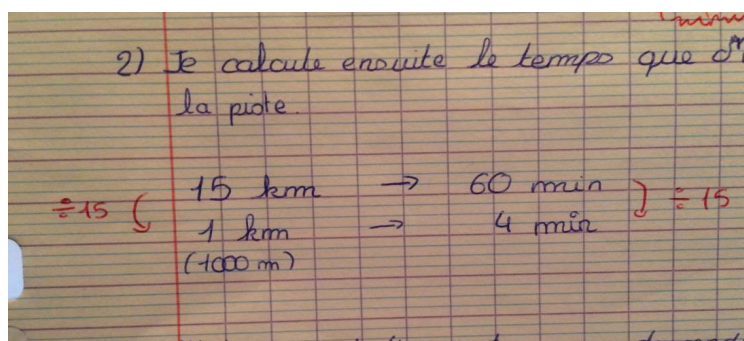 2) Je calcule ensuite le temps que
la piste.
÷15 15 km → 60 min ÷15
1 km → 4 min
(1000 m)